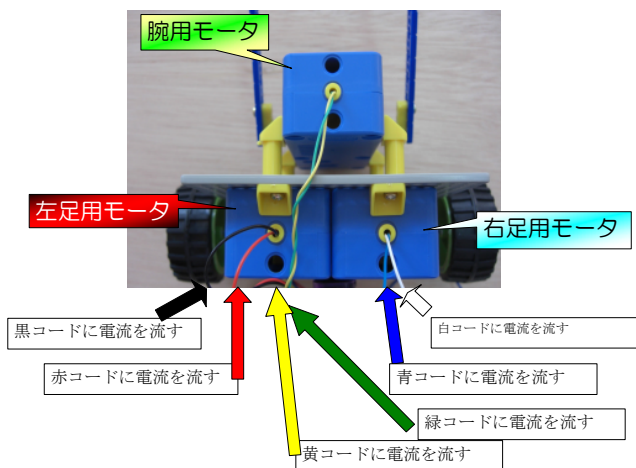 腕用モータ
左足用モータ
右足用モータ
黒コードに電流を流す
白コードに電流を流す
赤コードに電流を流す
青コードに電流を流す
緑コードに電流を流す
黄コードに電流を流す